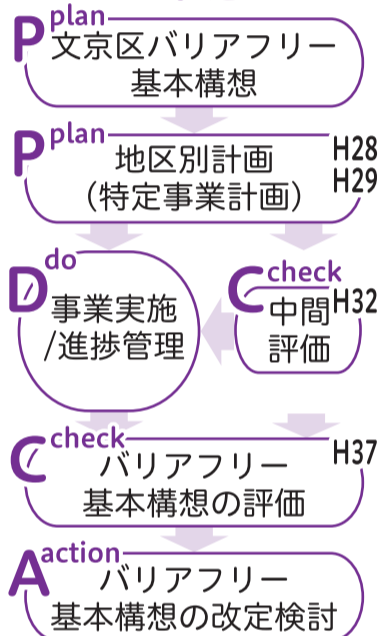 P plan
文京区バリアフリー
基本構想
P plan
地区別計画
（特定事業計画）
H28
H29
D do
事業実施
/進捗管理
C check
中間
評価
H32
C check
バリアフリー
基本構想の評価
H37
A action
バリアフリー
基本構想の改定検討